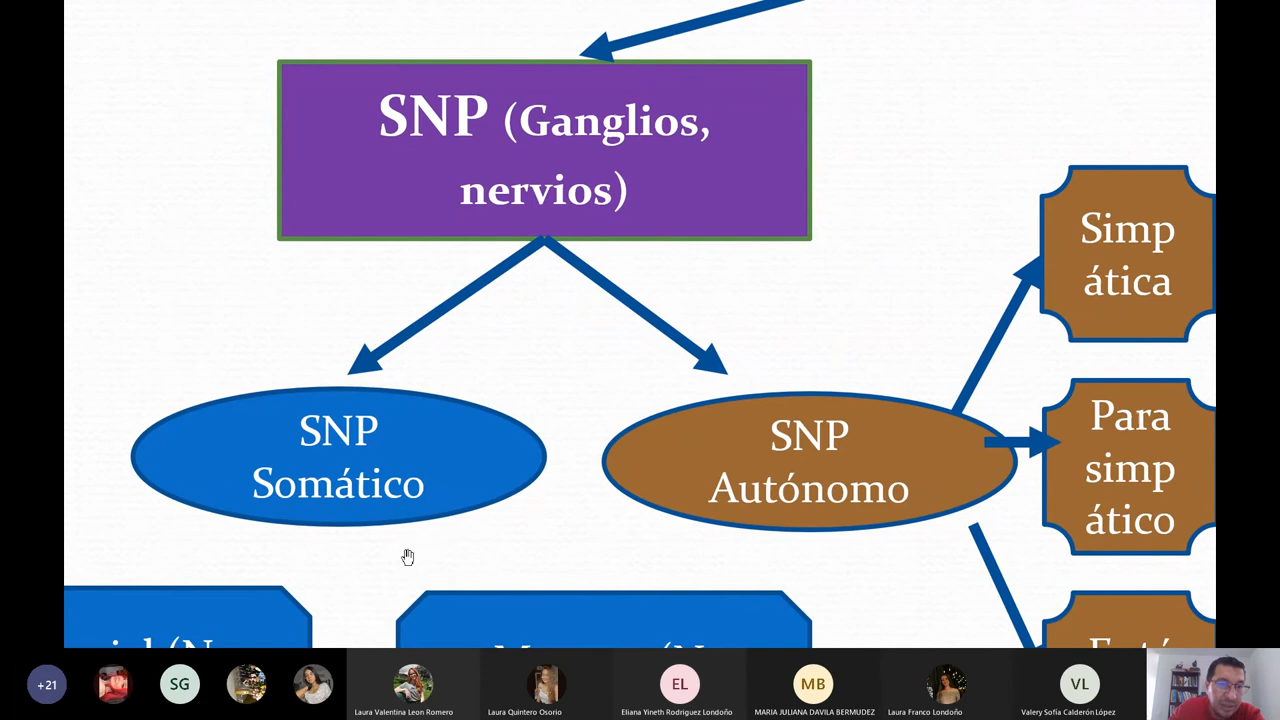 SNP (Ganglios,
nervios)
Simp
ática
SNP
Somático
SNP
Autónomo
Para
simp
ático
+21
SG
EL
MB
VL
Laura Valentina Leon Romero
Laura Quintero Osorio
Eliana Yineth Rodriguez Londoño
MARIA JULIANA DAVILA BERMUDEZ
Laura Franco Londoño
Valery Sofía Calderón López